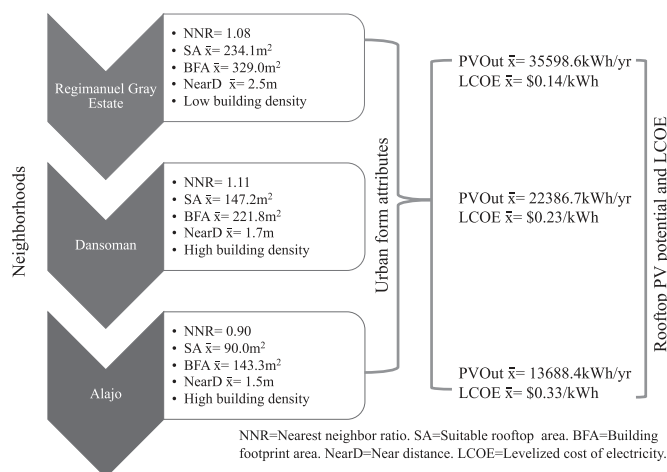 Neighborhoods
Regimanuel Gray
Estate
• NNR= 1.08
• SA x̄= 234.1m²
• BFA x̄= 329.0m²
• NearD x̄= 2.5m
• Low building density
Dansoman
• NNR= 1.11
• SA x̄= 147.2m²
• BFA x̄= 221.8m²
• NearD x̄= 1.7m
• High building density
Alajo
• NNR= 0.90
• SA x̄= 90.0m²
• BFA x̄= 143.3m²
• NearD x̄= 1.5m
• High building density
Urban form attributes
PVOut x̄= 35598.6kWh/yr
LCOE x̄= $0.14/kWh
PVOut x̄= 22386.7kWh/yr
LCOE x̄= $0.23/kWh
PVOut x̄= 13688.4kWh/yr
LCOE x̄= $0.33/kWh
Rooftop PV potential and LCOE
NNR=Nearest neighbor ratio. SA=Suitable rooftop area. BFA=Building
footprint area. NearD=Near distance. LCOE=Levelized cost of electricity.